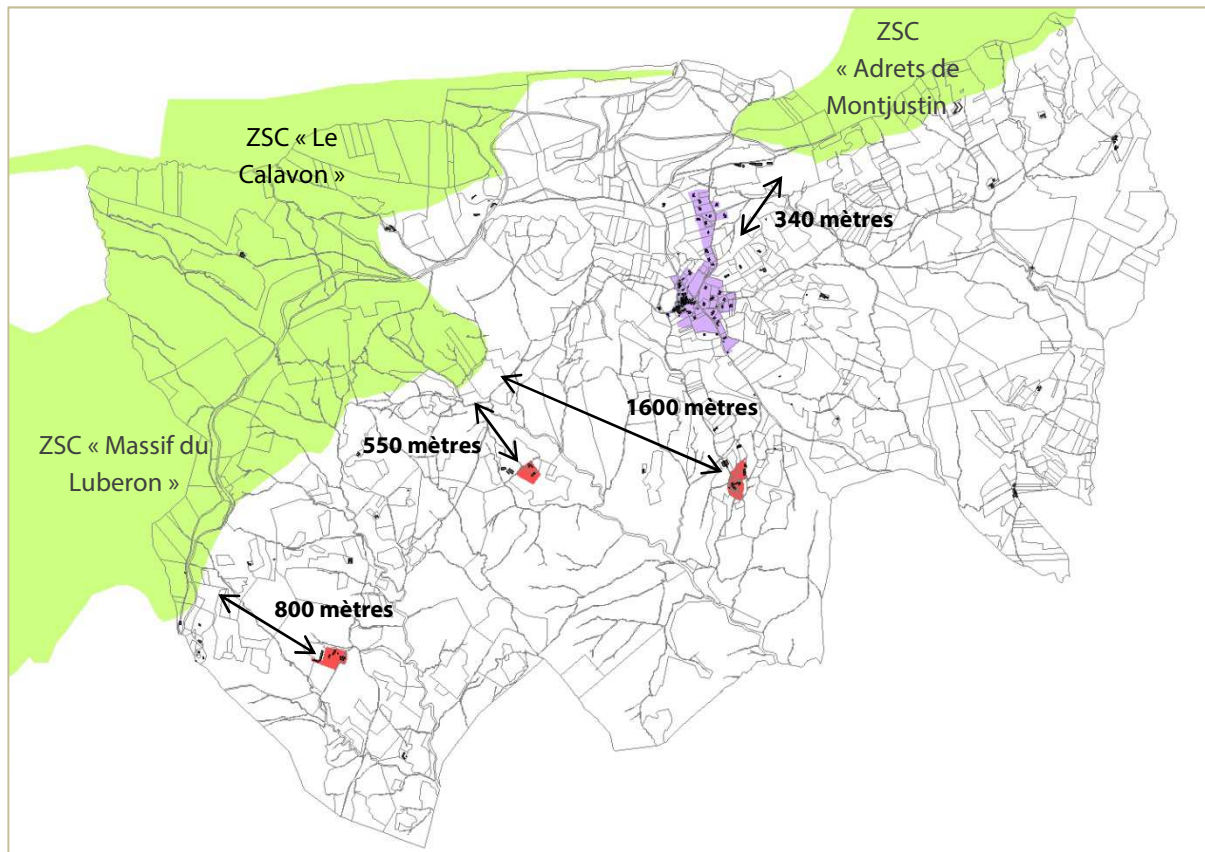 ZSC
« Adrets de
Montjustin »
ZSC « Le
Calavon »
340 mètres
1600 mètres
550 mètres
ZSC « Massif du
Luberon »
800 mètres